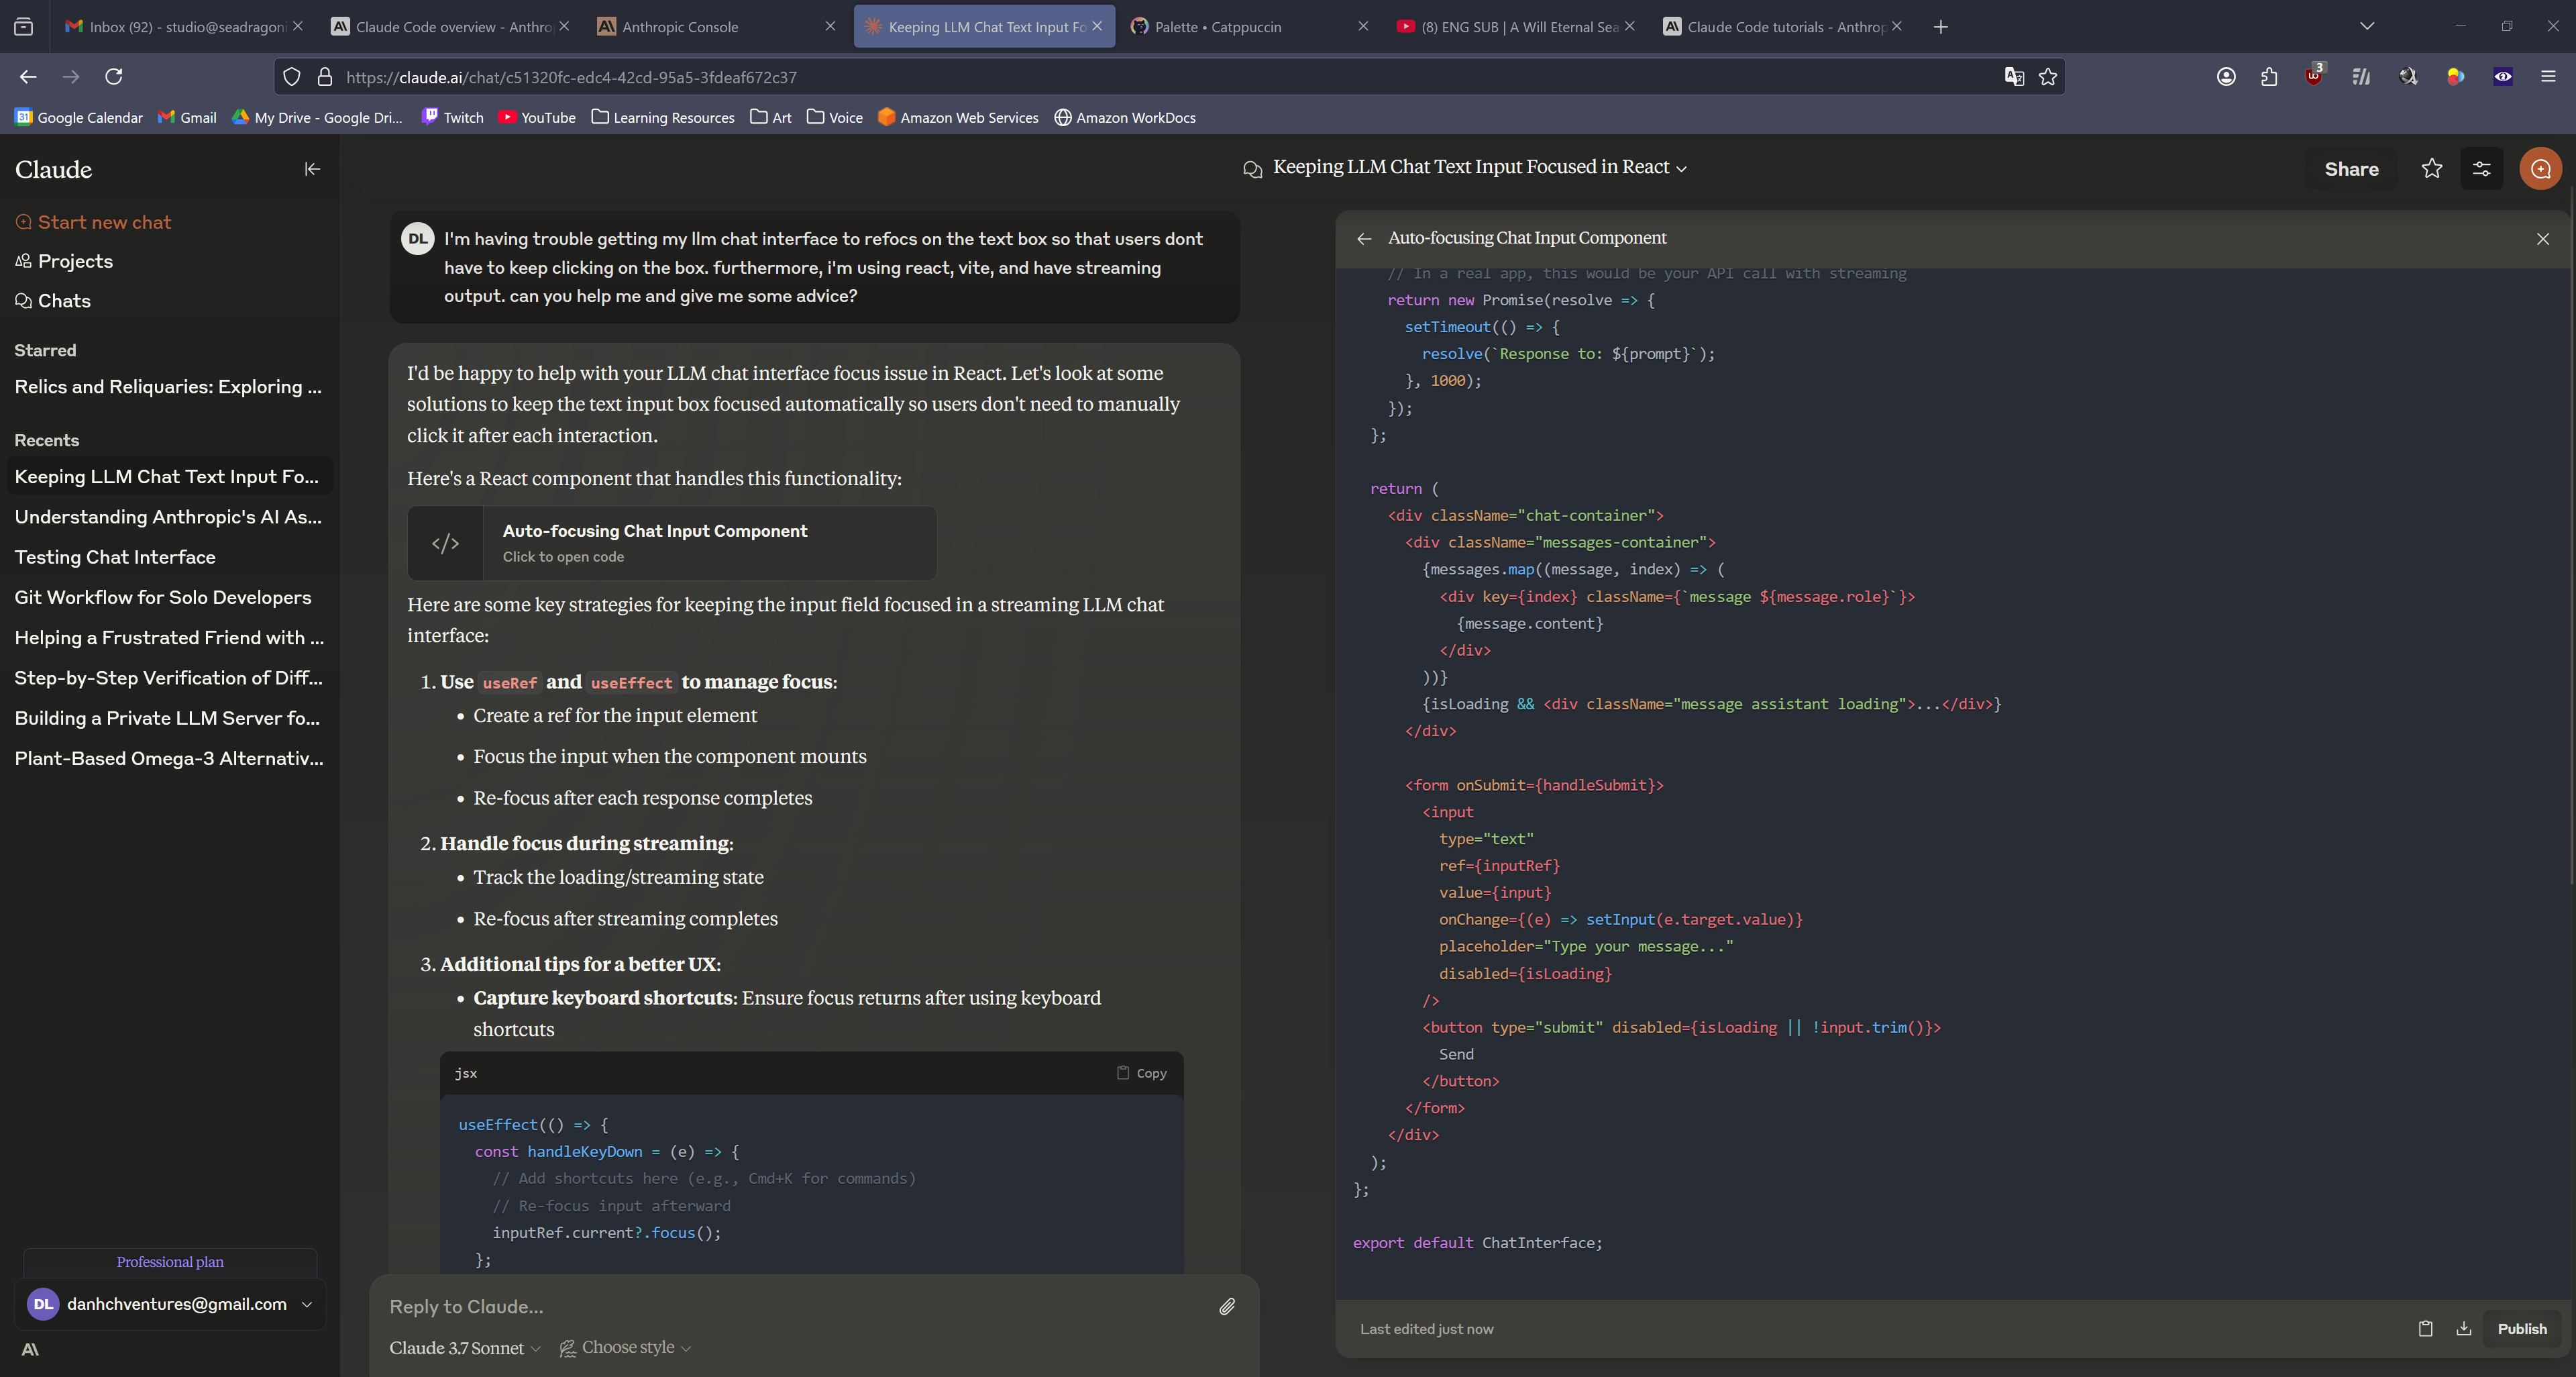 Inbox (92) - studio@seadragoni
Claude Code overview - Anthro
Anthropic Console
Keeping LLM Chat Text Input Fo
Palette • Catppuccin
(8) ENG SUB | A Will Eternal Sea
Claude Code tutorials - Anthrop
https://claude.ai/chat/c51320fc-edc4-42cd-95a5-3fdeaf672c37
3
31 Google Calendar
Gmail
My Drive - Google Dri...
Twitch
YouTube
Learning Resources
Art
Voice
Amazon Web Services
Amazon WorkDocs
Claude
Start new chat
Projects
Chats
Starred
Relics and Reliquaries: Exploring ...
Recents
Keeping LLM Chat Text Input Fo...
Understanding Anthropic's AI As...
Testing Chat Interface
Git Workflow for Solo Developers
Helping a Frustrated Friend with ...
Step-by-Step Verification of Diff...
Building a Private LLM Server fo...
Plant-Based Omega-3 Alternativ...
Professional plan
DL danhchventures@gmail.com
Keeping LLM Chat Text Input Focused in React
Share
DL
I'm having trouble getting my llm chat interface to refocs on the text box so that users dont
have to keep clicking on the box. furthermore, i'm using react, vite, and have streaming
output. can you help me and give me some advice?
I'd be happy to help with your LLM chat interface focus issue in React. Let's look at some
solutions to keep the text input box focused automatically so users don't need to manually
click it after each interaction.
Here's a React component that handles this functionality:
</>
Auto-focusing Chat Input Component
Click to open code
Here are some key strategies for keeping the input field focused in a streaming LLM chat
interface:
1. Use useRef and useEffect to manage focus:
• Create a ref for the input element
• Focus the input when the component mounts
• Re-focus after each response completes
2. Handle focus during streaming:
• Track the loading/streaming state
• Re-focus after streaming completes
3. Additional tips for a better UX:
• Capture keyboard shortcuts: Ensure focus returns after using keyboard
shortcuts
jsx
Copy
useEffect(() => {
const handleKeyDown = (e) => {
// Add shortcuts here (e.g., Cmd+K for commands)
// Re-focus input afterward
inputRef.current?.focus();
};
Reply to Claude...
Claude 3.7 Sonnet
Choose style
Auto-focusing Chat Input Component
// In a real app, this would be your API call with streaming
return new Promise(resolve => {
setTimeout(() => {
resolve(`Response to: ${prompt}`);
}, 1000);
});
};
return (
<div className="chat-container">
<div className="messages-container">
{messages.map((message, index) => (
<div key={index} className={`message ${message.role}`}>
{message.content}
</div>
))}
{isLoading && <div className="message assistant loading">...</div>}
</div>
<form onSubmit={handleSubmit}>
<input
type="text"
ref={inputRef}
value={input}
onChange={(e) => setInput(e.target.value)}
placeholder="Type your message..."
disabled={isLoading}
/>
<button type="submit" disabled={isLoading || !input.trim()}>
Send
</button>
</form>
</div>
);
};
export default ChatInterface;
Last edited just now
Publish